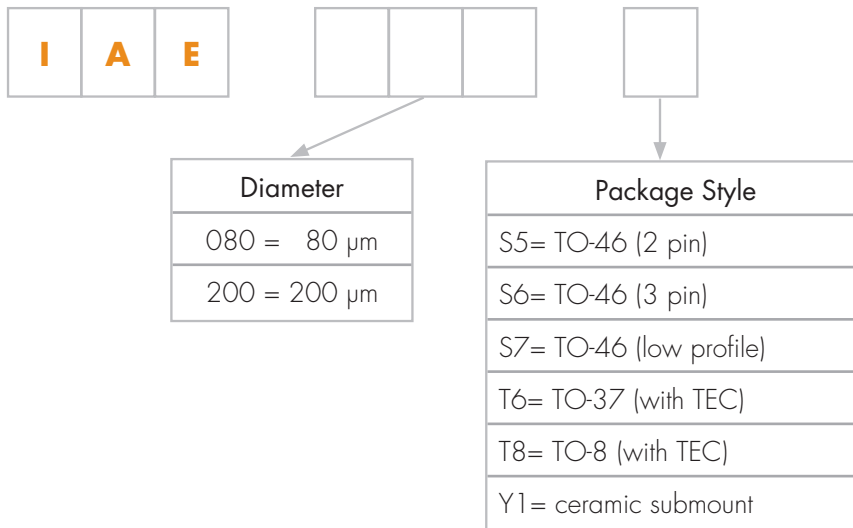 I A E
Diameter
080 = 80 µm
200 = 200 µm
Package Style
S5= TO-46 (2 pin)
S6= TO-46 (3 pin)
S7= TO-46 (low profile)
T6= TO-37 (with TEC)
T8= TO-8 (with TEC)
Y1= ceramic submount